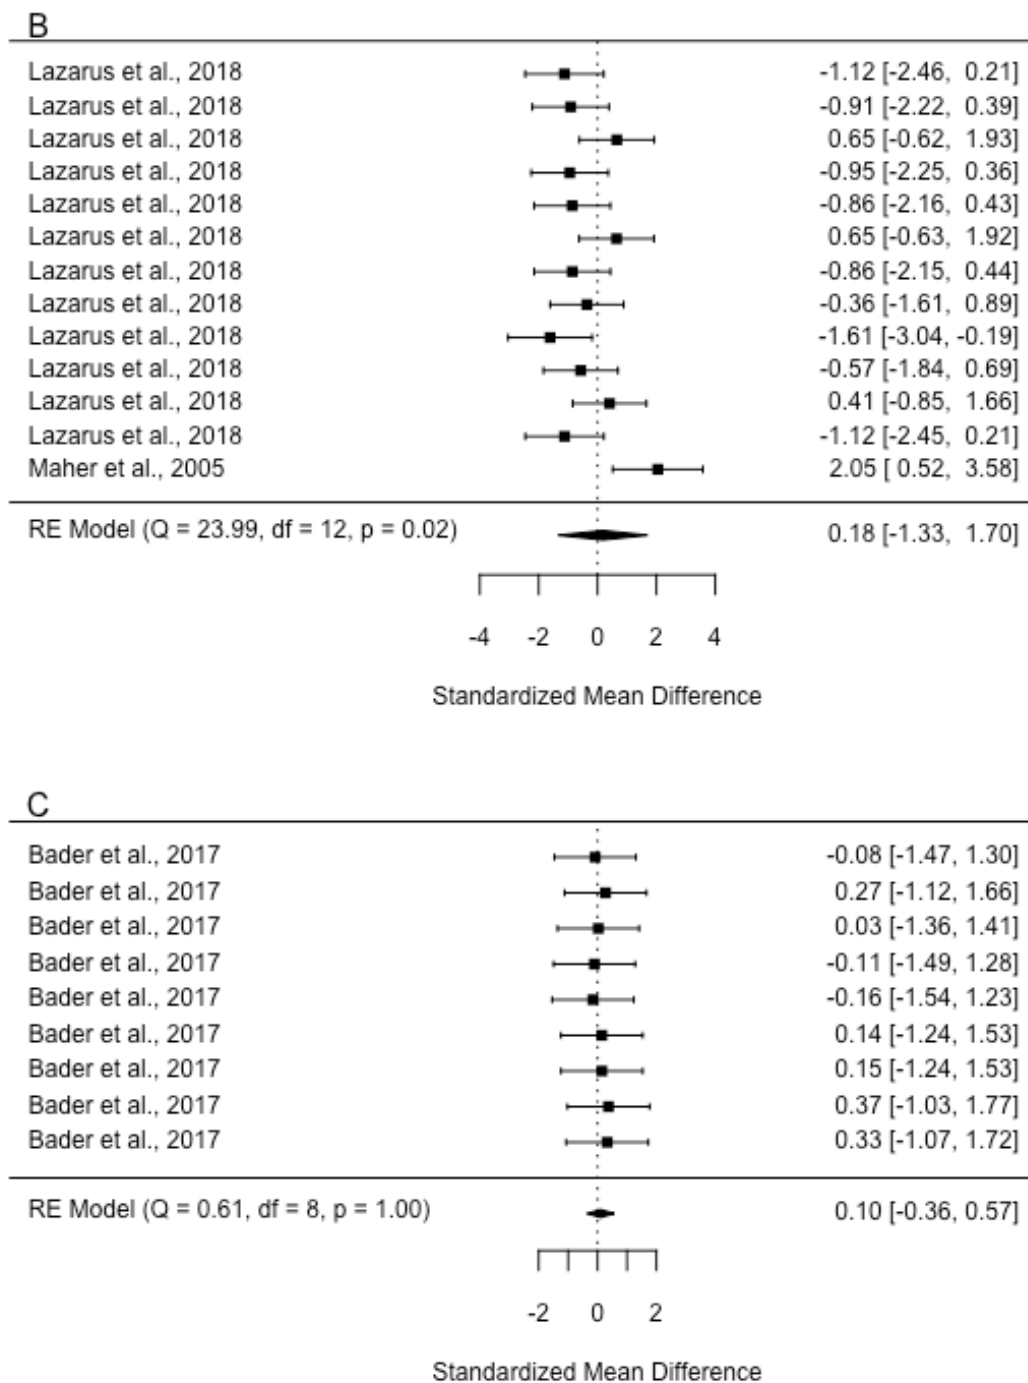 B
Lazarus et al., 2018 -1.12 [-2.46, 0.21]
Lazarus et al., 2018 -0.91 [-2.22, 0.39]
Lazarus et al., 2018 0.65 [-0.62, 1.93]
Lazarus et al., 2018 -0.95 [-2.25, 0.36]
Lazarus et al., 2018 -0.86 [-2.16, 0.43]
Lazarus et al., 2018 0.65 [-0.63, 1.92]
Lazarus et al., 2018 -0.86 [-2.15, 0.44]
Lazarus et al., 2018 -0.36 [-1.61, 0.89]
Lazarus et al., 2018 -1.61 [-3.04, -0.19]
Lazarus et al., 2018 -0.57 [-1.84, 0.69]
Lazarus et al., 2018 0.41 [-0.85, 1.66]
Lazarus et al., 2018 -1.12 [-2.45, 0.21]
Maher et al., 2005 2.05 [ 0.52, 3.58]
RE Model (Q = 23.99, df = 12, p = 0.02) 0.18 [-1.33, 1.70]
-4 -2 0 2 4
Standardized Mean Difference
C
Bader et al., 2017 -0.08 [-1.47, 1.30]
Bader et al., 2017 0.27 [-1.12, 1.66]
Bader et al., 2017 0.03 [-1.36, 1.41]
Bader et al., 2017 -0.11 [-1.49, 1.28]
Bader et al., 2017 -0.16 [-1.54, 1.23]
Bader et al., 2017 0.14 [-1.24, 1.53]
Bader et al., 2017 0.15 [-1.24, 1.53]
Bader et al., 2017 0.37 [-1.03, 1.77]
Bader et al., 2017 0.33 [-1.07, 1.72]
RE Model (Q = 0.61, df = 8, p = 1.00) 0.10 [-0.36, 0.57]
-2 0 2
Standardized Mean Difference